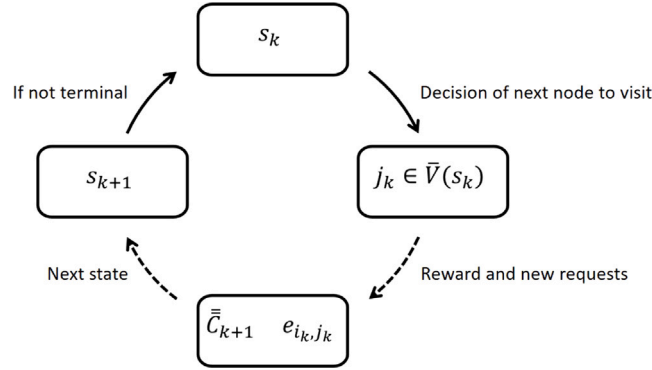 s_k
If not terminal
Decision of next node to visit
s_{k+1}
j_k ∈ V̄(s_k)
Next state
Reward and new requests
C̿_{k+1} e_{i_k,j_k}